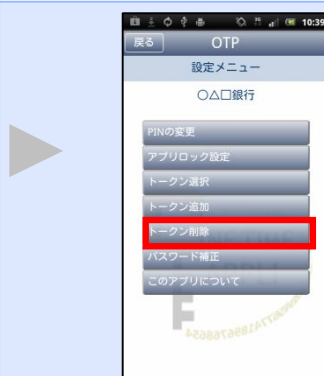 10:39
戻る OTP
設定メニュー
○△□銀行
PINの変更
アプリロック設定
トークン選択
トークン追加
トークン削除
パスワード補正
このアプリについて